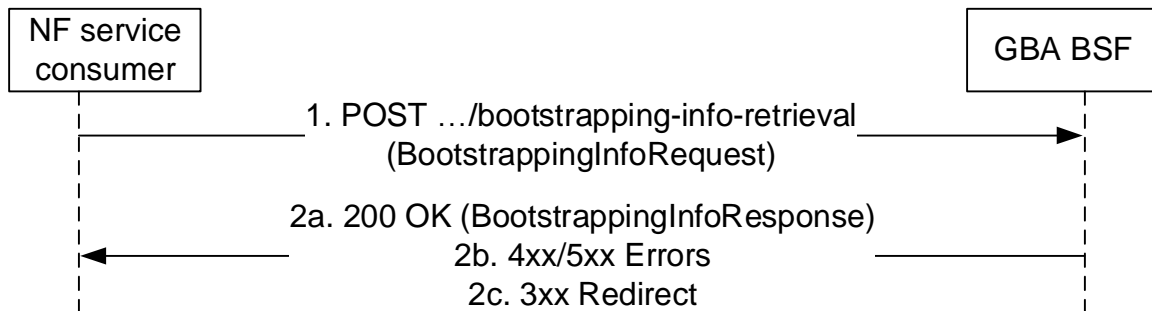 NF service
consumer
GBA BSF
1. POST …/bootstrapping-info-retrieval
(BootstrappingInfoRequest)
2a. 200 OK (BootstrappingInfoResponse)
2b. 4xx/5xx Errors
2c. 3xx Redirect